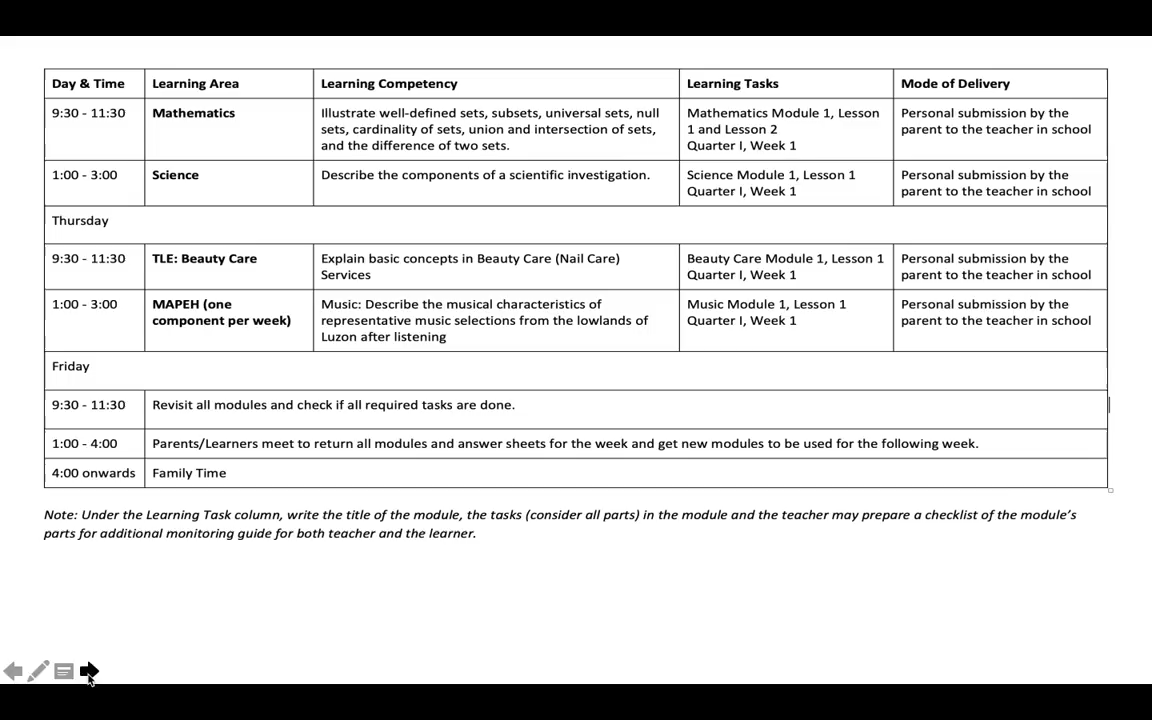 Day & Time Learning Area Learning Competency Learning Tasks Mode of Delivery
9:30 - 11:30 Mathematics Illustrate well-defined sets, subsets, universal sets, null Mathematics Module 1, Lesson Personal submission by the
sets, cardinality of sets, union and intersection of sets, 1 and Lesson 2 parent to the teacher in school
and the difference of two sets. Quarter I, Week 1
1:00 - 3:00 Science Describe the components of a scientific investigation. Science Module 1, Lesson 1 Personal submission by the
Quarter I, Week 1 parent to the teacher in school
Thursday
9:30 - 11:30 TLE: Beauty Care Explain basic concepts in Beauty Care (Nail Care) Beauty Care Module 1, Lesson 1 Personal submission by the
Services Quarter I, Week 1 parent to the teacher in school
1:00 - 3:00 MAPEH (one Music: Describe the musical characteristics of Music Module 1, Lesson 1 Personal submission by the
component per week) representative music selections from the lowlands of Quarter I, Week 1 parent to the teacher in school
Luzon after listening
Friday
9:30 - 11:30 Revisit all modules and check if all required tasks are done.
1:00 - 4:00 Parents/Learners meet to return all modules and answer sheets for the week and get new modules to be used for the following week.
4:00 onwards Family Time
Note: Under the Learning Task column, write the title of the module, the tasks (consider all parts) in the module and the teacher may prepare a checklist of the module's
parts for additional monitoring guide for both teacher and the learner.